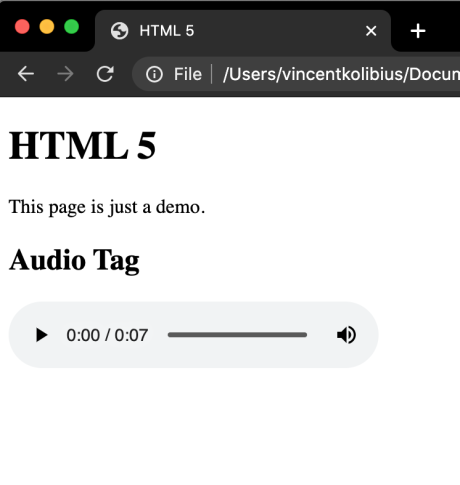 HTML 5
File | /Users/vincentkolibius/Docum
HTML 5
This page is just a demo.
Audio Tag
0:00 / 0:07